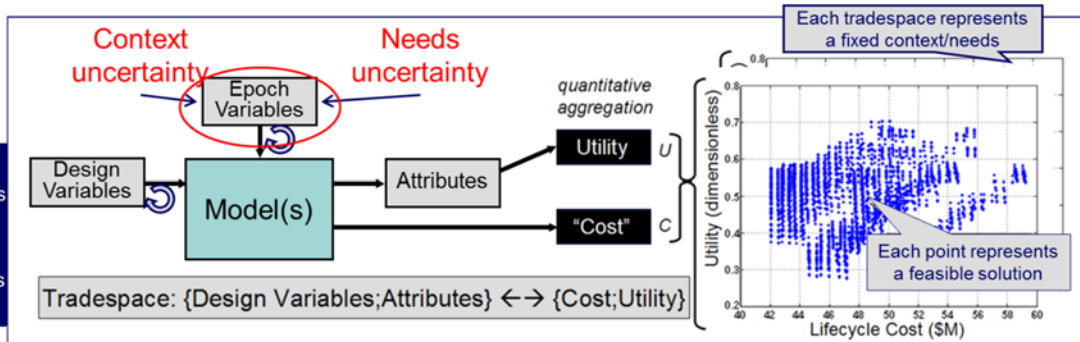 Context
uncertainty
Needs
uncertainty
Epoch
Variables
Design
Variables
Model(s)
Attributes
quantitative
aggregation
Utility
U
"Cost"
C
Tradespace: {Design Variables;Attributes} ←→ {Cost;Utility}
Each tradespace represents
a fixed context/needs
0.8
0.8
0.7
0.6
0.5
0.4
0.3
0.2
Utility (dimensionless)
Each point represents
a feasible solution
40 42 44 46 48 50 52 54 56 58 60
Lifecycle Cost ($M)
s
s